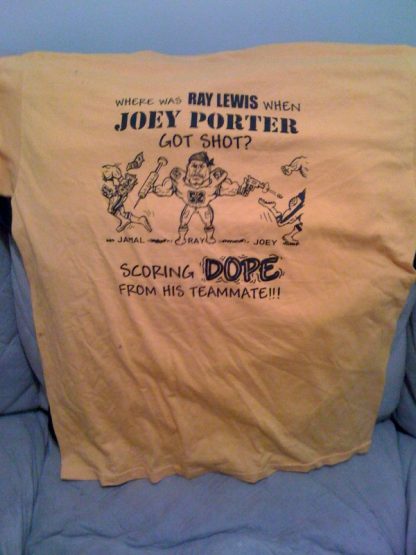 WHERE WAS RAY LEWIS WHEN
JOEY PORTER
GOT SHOT?
52
JAMAL RAY JOEY
SCORING DOPE
FROM HIS TEAMMATE!!!